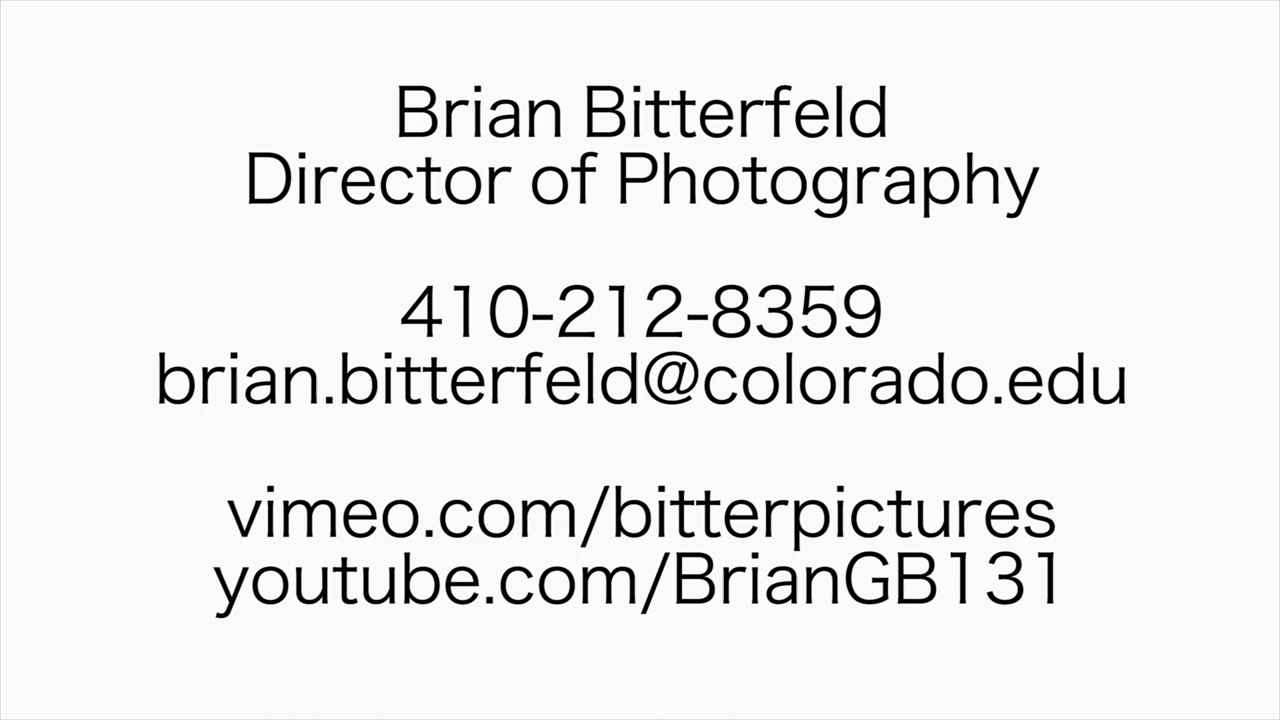 Brian Bitterfeld
Director of Photography
410-212-8359
brian.bitterfeld@colorado.edu
vimeo.com/bitterpictures
youtube.com/BrianGB131